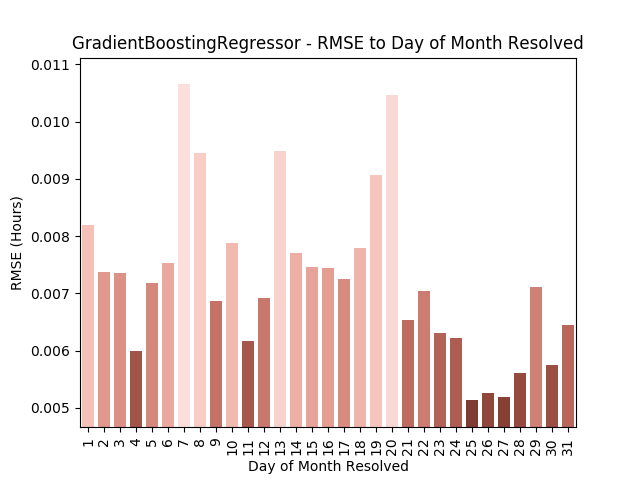 GradientBoostingRegressor - RMSE to Day of Month Resolved
0.011
0.010
0.009
0.008
0.007
0.006
0.005
RMSE (Hours)
1 2 3 4 5 6 7 8 9 10 11 12 13 14 15 16 17 18 19 20 21 22 23 24 25 26 27 28 29 30 31
Day of Month Resolved